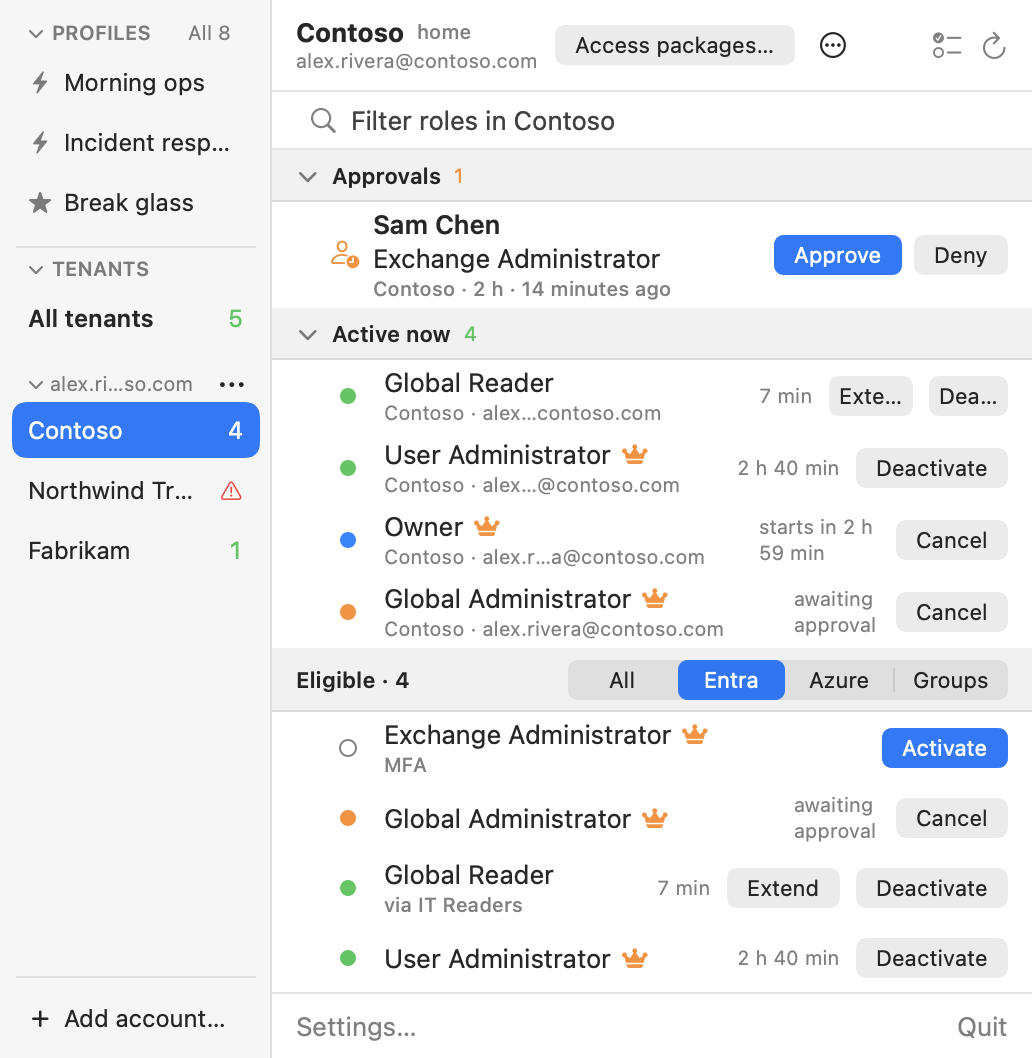 PROFILES All 8
Morning ops
Incident resp...
Break glass
TENANTS
All tenants 5
alex.ri...so.com
Contoso 4
Northwind Tr...
Fabrikam 1
+ Add account...
Contoso home
alex.rivera@contoso.com
Access packages...
Filter roles in Contoso
Approvals 1
Sam Chen
Exchange Administrator
Contoso · 2 h · 14 minutes ago
Approve Deny
Active now 4
Global Reader
Contoso · alex...contoso.com
7 min Exte... Dea...
User Administrator
Contoso · alex...@contoso.com
2 h 40 min Deactivate
Owner
Contoso · alex.r...a@contoso.com
starts in 2 h
59 min
Cancel
Global Administrator
Contoso · alex.rivera@contoso.com
awaiting
approval
Cancel
Eligible · 4 All Entra Azure Groups
Exchange Administrator
MFA
Activate
Global Administrator
awaiting
approval
Cancel
Global Reader
via IT Readers
7 min Extend Deactivate
User Administrator 2 h 40 min Deactivate
Settings... Quit